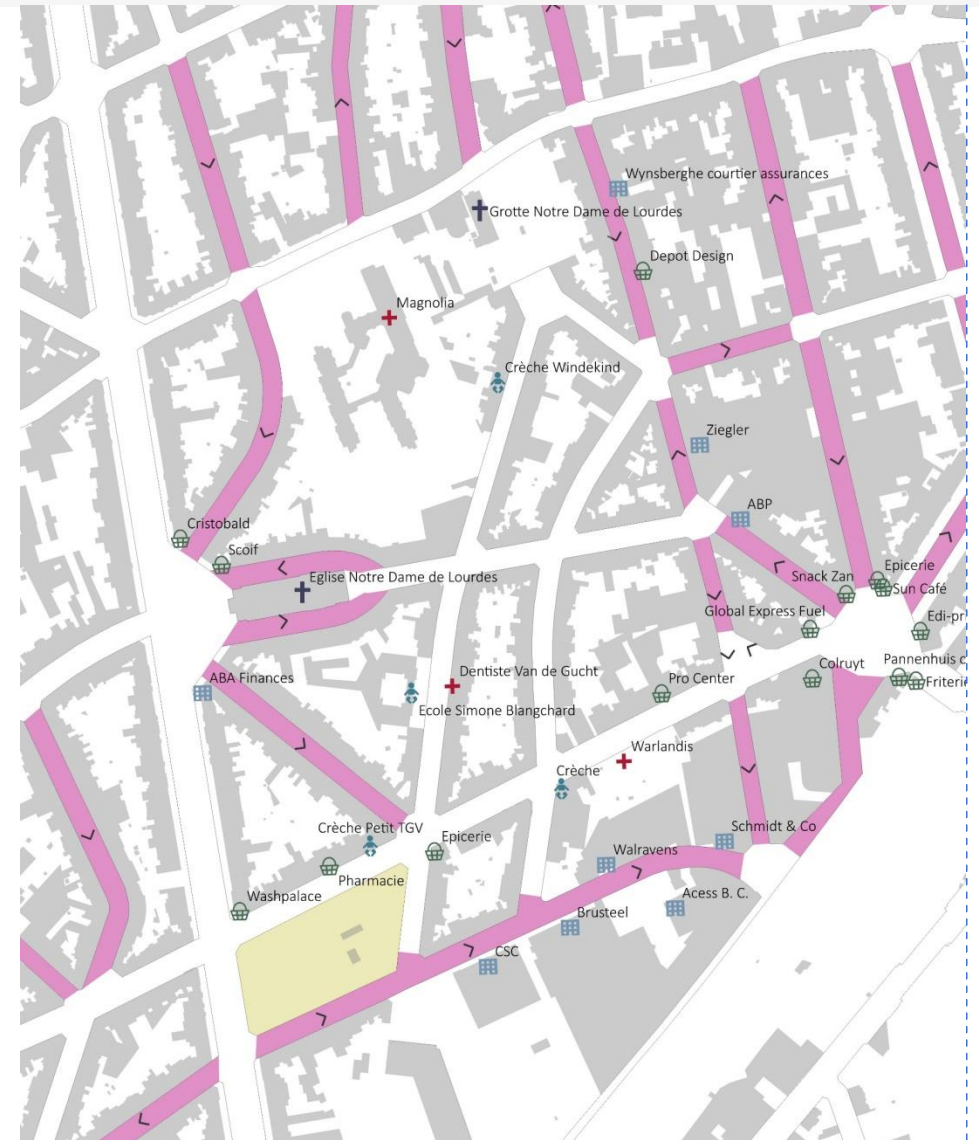 Wynsberghe courtier assurances
Grotte Notre Dame de Lourdes
Depot Design
Magnolia
Crèche Windekind
Ziegler
ABP
Cristobald
Scoif
Eglise Notre Dame de Lourdes
Snack Zan
Epicerie
Sun Café
Global Express Fuel
Edi-pr
ABA Finances
Dentiste Van de Gucht
Pro Center
Colruyt
Pannenhuis c
Friterie
Ecole Simone Blangchard
Warlandis
Crèche
Crèche Petit TGV
Epicerie
Schmidt & Co
Walravens
Pharmacie
Washpalace
Acess B. C.
Brusteel
CSC